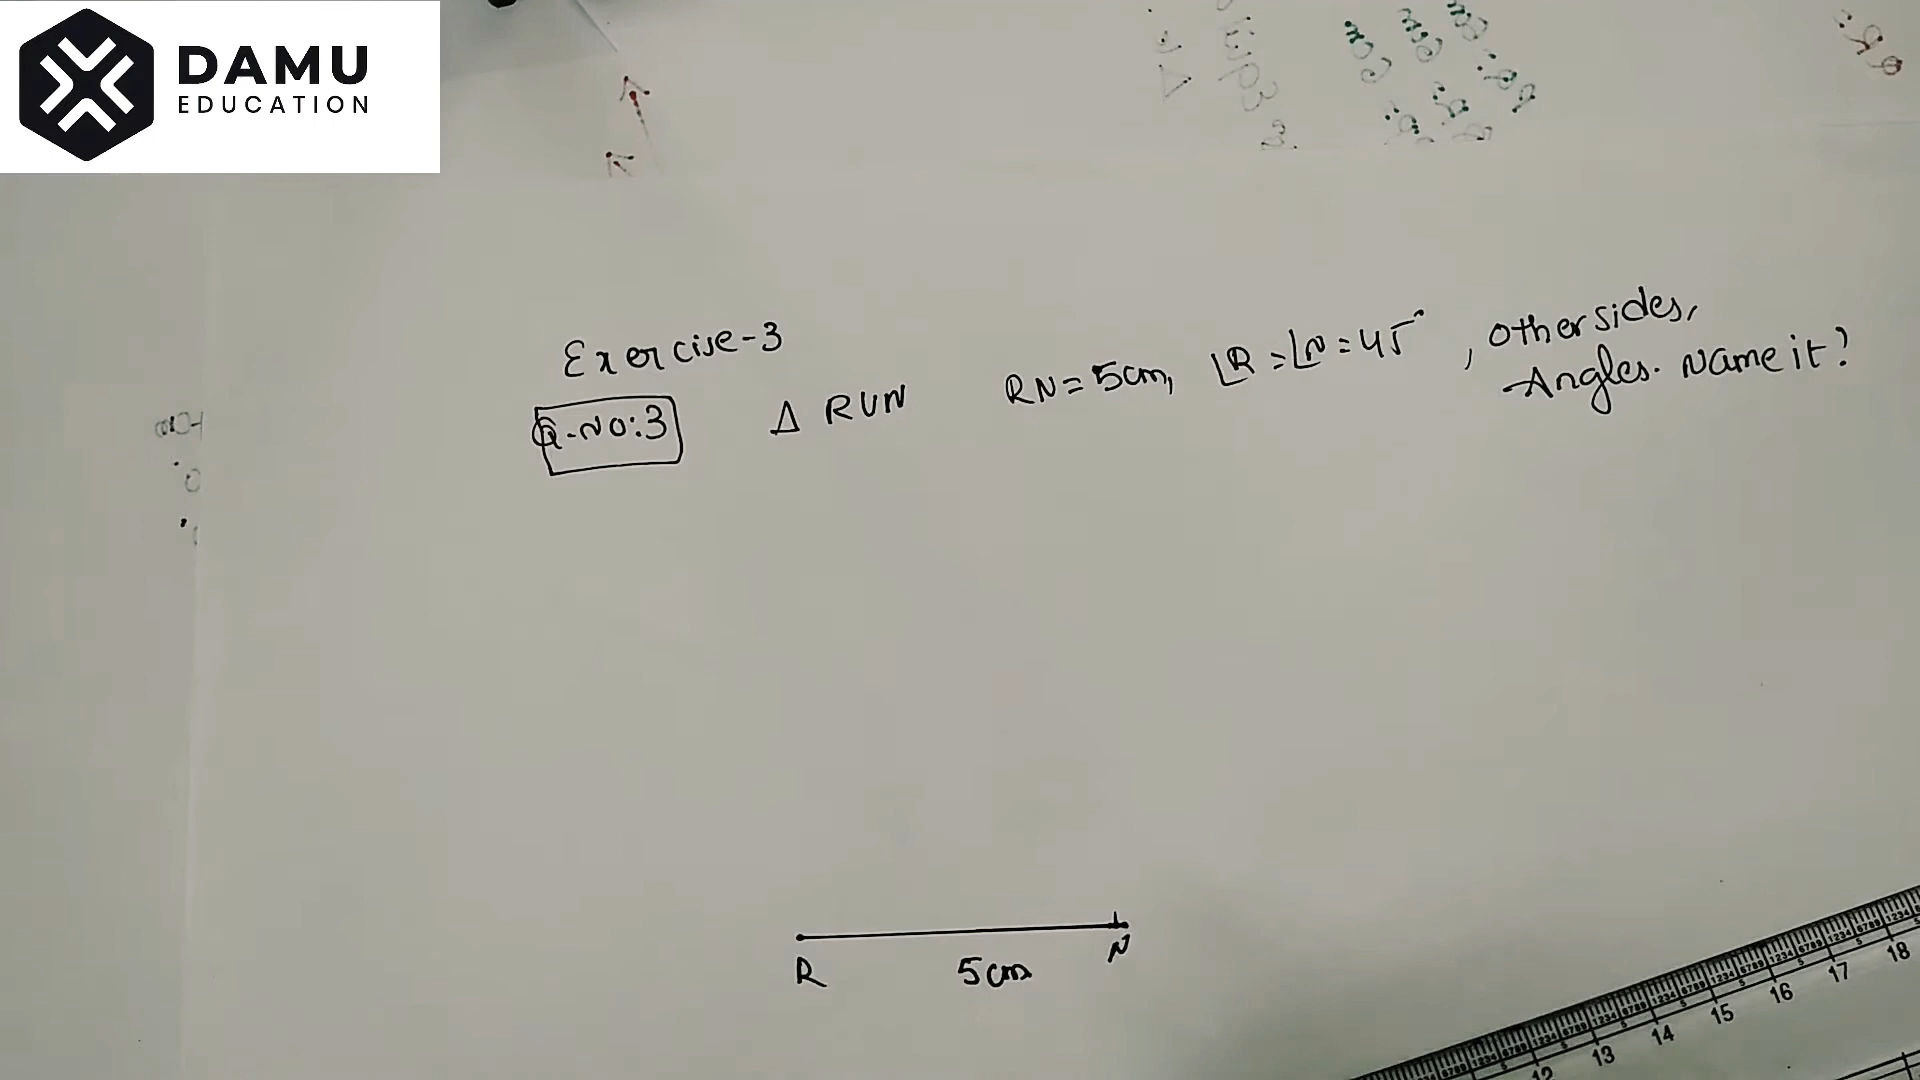 DAMU
EDUCATION
Exercise-3
Q.No:3 Δ RUN RN = 5cm, ∠R = ∠N = 45°, Other sides,
Angles. Name it?
R 5cm N
12 13 14 15 16 17 18